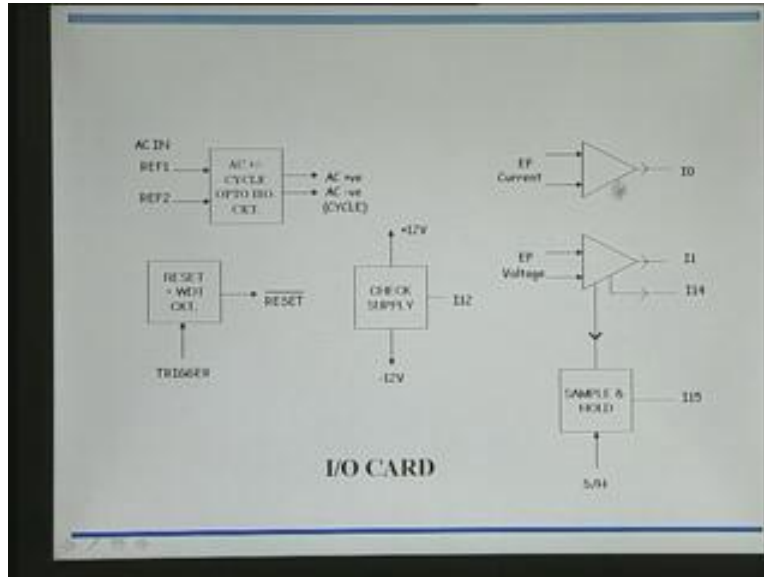 AC IN
REF1
REF2
AC +/-
CYCLE
OPTO ISO.
CKT.
AC +ve
AC -ve
(CYCLE)
RESET
+ WDT
CKT.
RESET
TRIGGER
+12V
CHECK
SUPPLY
I12
-12V
EP
Current
I0
EP
Voltage
I1
I14
SAMPLE &
HOLD
I15
S/H
I/O CARD